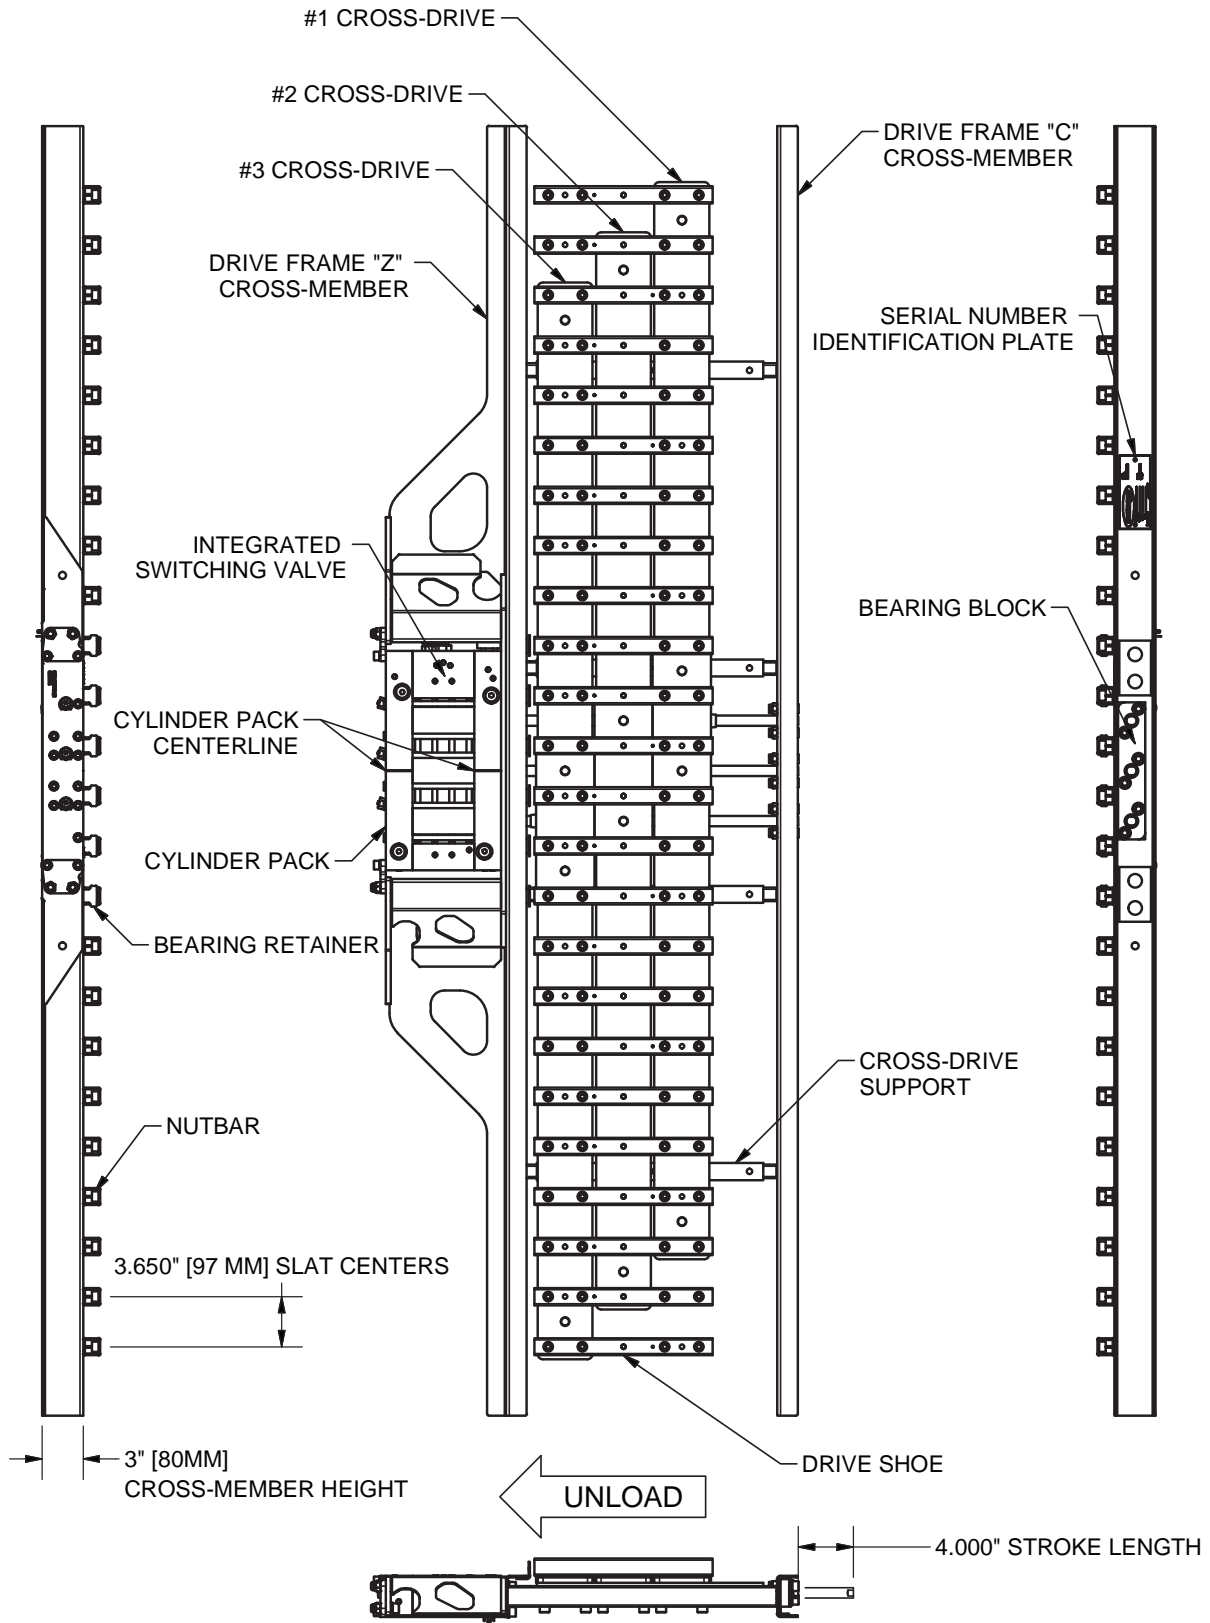 #1 CROSS-DRIVE
#2 CROSS-DRIVE
#3 CROSS-DRIVE
DRIVE FRAME "C"
CROSS-MEMBER
DRIVE FRAME "Z"
CROSS-MEMBER
SERIAL NUMBER
IDENTIFICATION PLATE
INTEGRATED
SWITCHING VALVE
BEARING BLOCK
CYLINDER PACK
CENTERLINE
CYLINDER PACK
BEARING RETAINER
CROSS-DRIVE
SUPPORT
NUTBAR
3.650" [97 MM] SLAT CENTERS
3" [80MM]
CROSS-MEMBER HEIGHT
DRIVE SHOE
UNLOAD
4.000" STROKE LENGTH